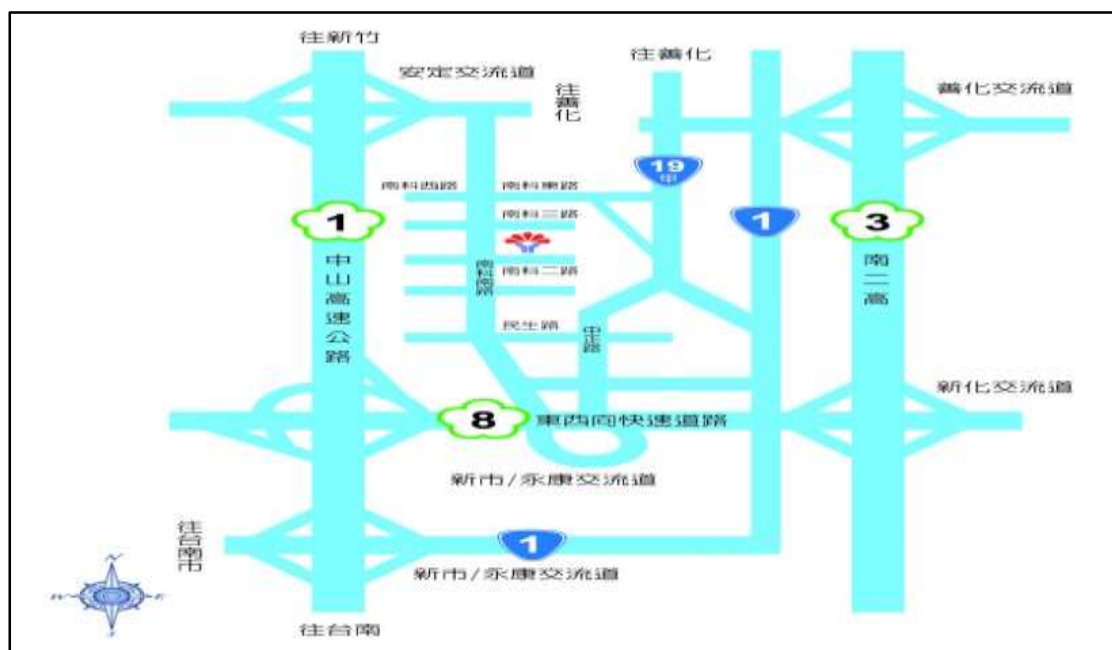 往新竹
往善化
安定交流道
往善化
善化交流道
19
甲
南科西路
南科東路
南科三路
1
1
3
南科二路
南科南路
中山高速公路
南二高
民生路
中正路
新化交流道
8
東西向快速道路
新市/永康交流道
往台南市
1
新市/永康交流道
N
W
E
S
往台南